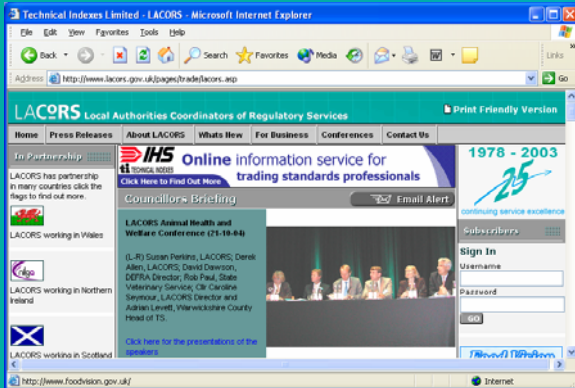 Technical Indexes Limited - LACORS - Microsoft Internet Explorer
File Edit View Favorites Tools Help
Back Search Favorites Media
Links
Address http://www.lacors.gov.uk/pages/trade/lacors.asp Go
LACORS Local Authorities Coordinators of Regulatory Services
Print Friendly Version
Home Press Releases About LACORS Whats New For Business Conferences Contact Us
In Partnership
LACORS has partnership
in many countries click the
flags to find out more.
LACORS working in Wales
nilga
LACORS working in Northern
Ireland
LACORS working in Scotland
IHS
ti TECHNICAL INDEXES
Click Here to Find Out More
Online information service for
trading standards professionals
Councillors Briefing
Email Alert
LACORS Animal Health and
Welfare Conference (21-10-04)
(L-R) Susan Perkins, LACORS; Derek
Allen, LACORS; David Dawson,
DEFRA Director; Rob Paul, State
Veterinary Service; Cllr Caroline
Seymour, LACORS Director and
Adrian Levett, Warwickshire County
Head of TS.
Click here for the presentations of the
speakers
1978 - 2003
25
continuing service excellence
Subscribers
Sign In
Username
Password
GO
http://www.foodvision.gov.uk/
Internet